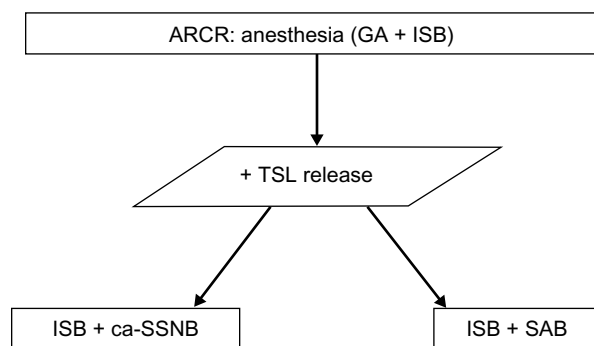 ARCR: anesthesia (GA + ISB)
+ TSL release
ISB + ca-SSNB
ISB + SAB